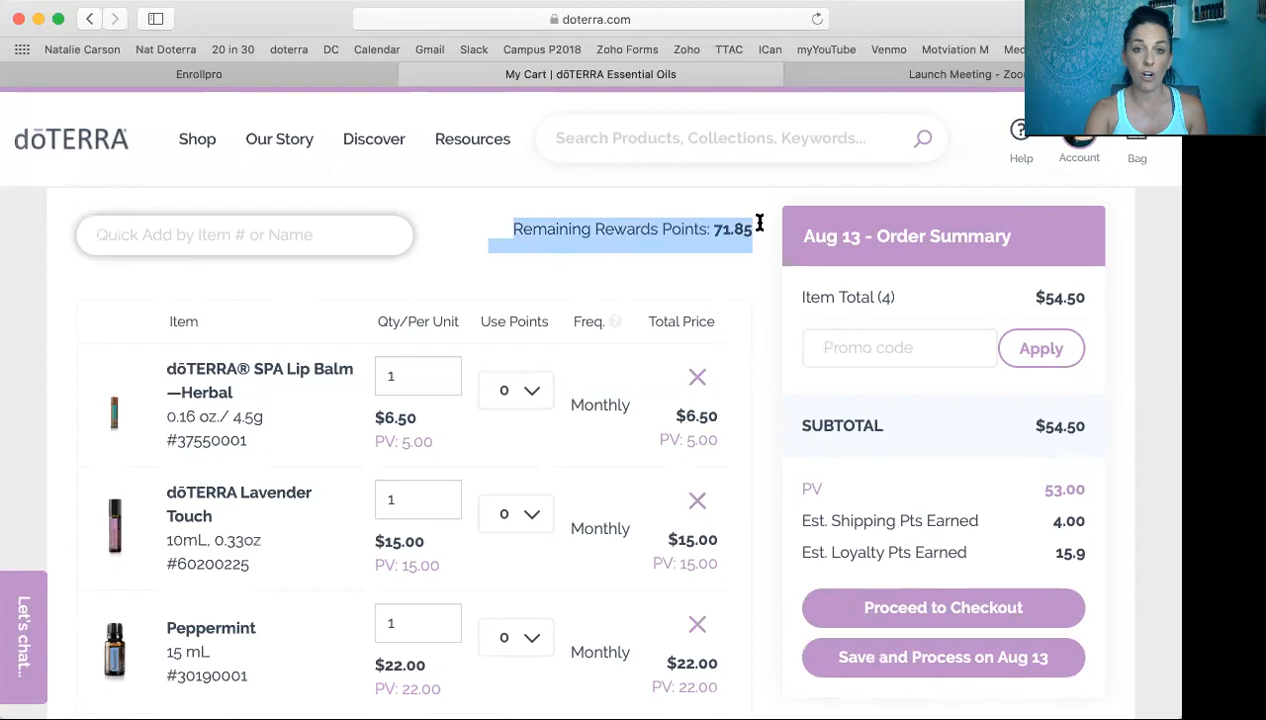 doterra.com
Natalie Carson
Nat Doterra
20 in 30
doterra
DC
Calendar
Gmail
Slack
Campus P2018
Zoho Forms
Zoho
TTAC
ICan
myYouTube
Venmo
Motviation M
Enrollpro
My Cart | dōTERRA Essential Oils
Launch Meeting - Zoo
dōTERRA
Shop
Our Story
Discover
Resources
Search Products, Collections, Keywords...
Help
Account
Bag
Quick Add by Item # or Name
Remaining Rewards Points: 71.85
Item
Qty/Per Unit
Use Points
Freq.
Total Price
dōTERRA® SPA Lip Balm
—Herbal
0.16 oz./ 4.5g
#37550001
1
$6.50
PV: 5.00
0
Monthly
$6.50
PV: 5.00
dōTERRA Lavender
Touch
10mL, 0.33oz
#60200225
1
$15.00
PV: 15.00
0
Monthly
$15.00
PV: 15.00
Peppermint
15 mL
#30190001
1
$22.00
PV: 22.00
0
Monthly
$22.00
PV: 22.00
Aug 13 - Order Summary
Item Total (4)
$54.50
Promo code
Apply
SUBTOTAL
$54.50
PV
53.00
Est. Shipping Pts Earned
4.00
Est. Loyalty Pts Earned
15.9
Proceed to Checkout
Save and Process on Aug 13
Let's chat...